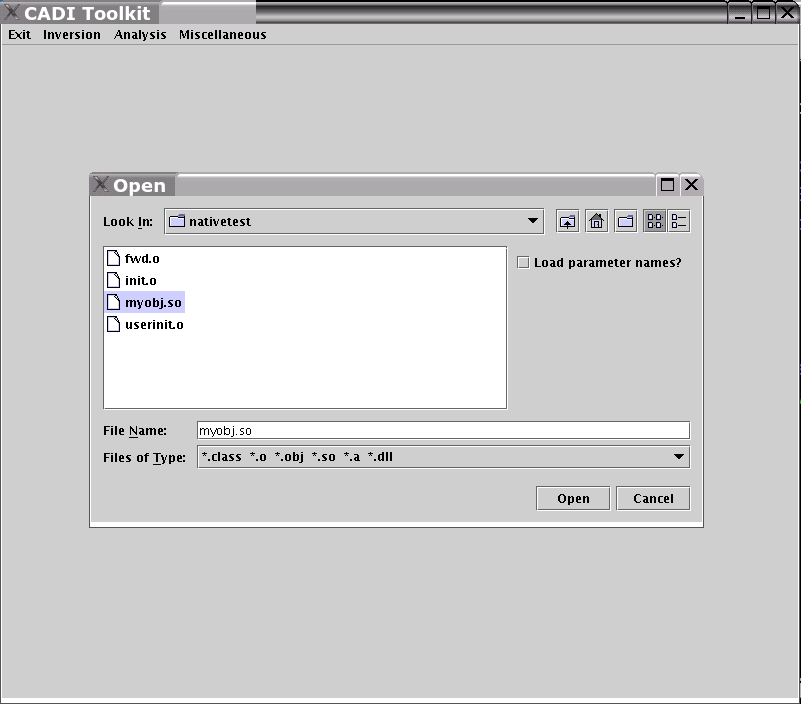 CADI Toolkit
Exit Inversion Analysis Miscellaneous
Open
Look In: nativetest
fwd.o
Load parameter names?
init.o
myobj.so
userinit.o
File Name: myobj.so
Files of Type: *.class *.o *.obj *.so *.a *.dll
Open Cancel